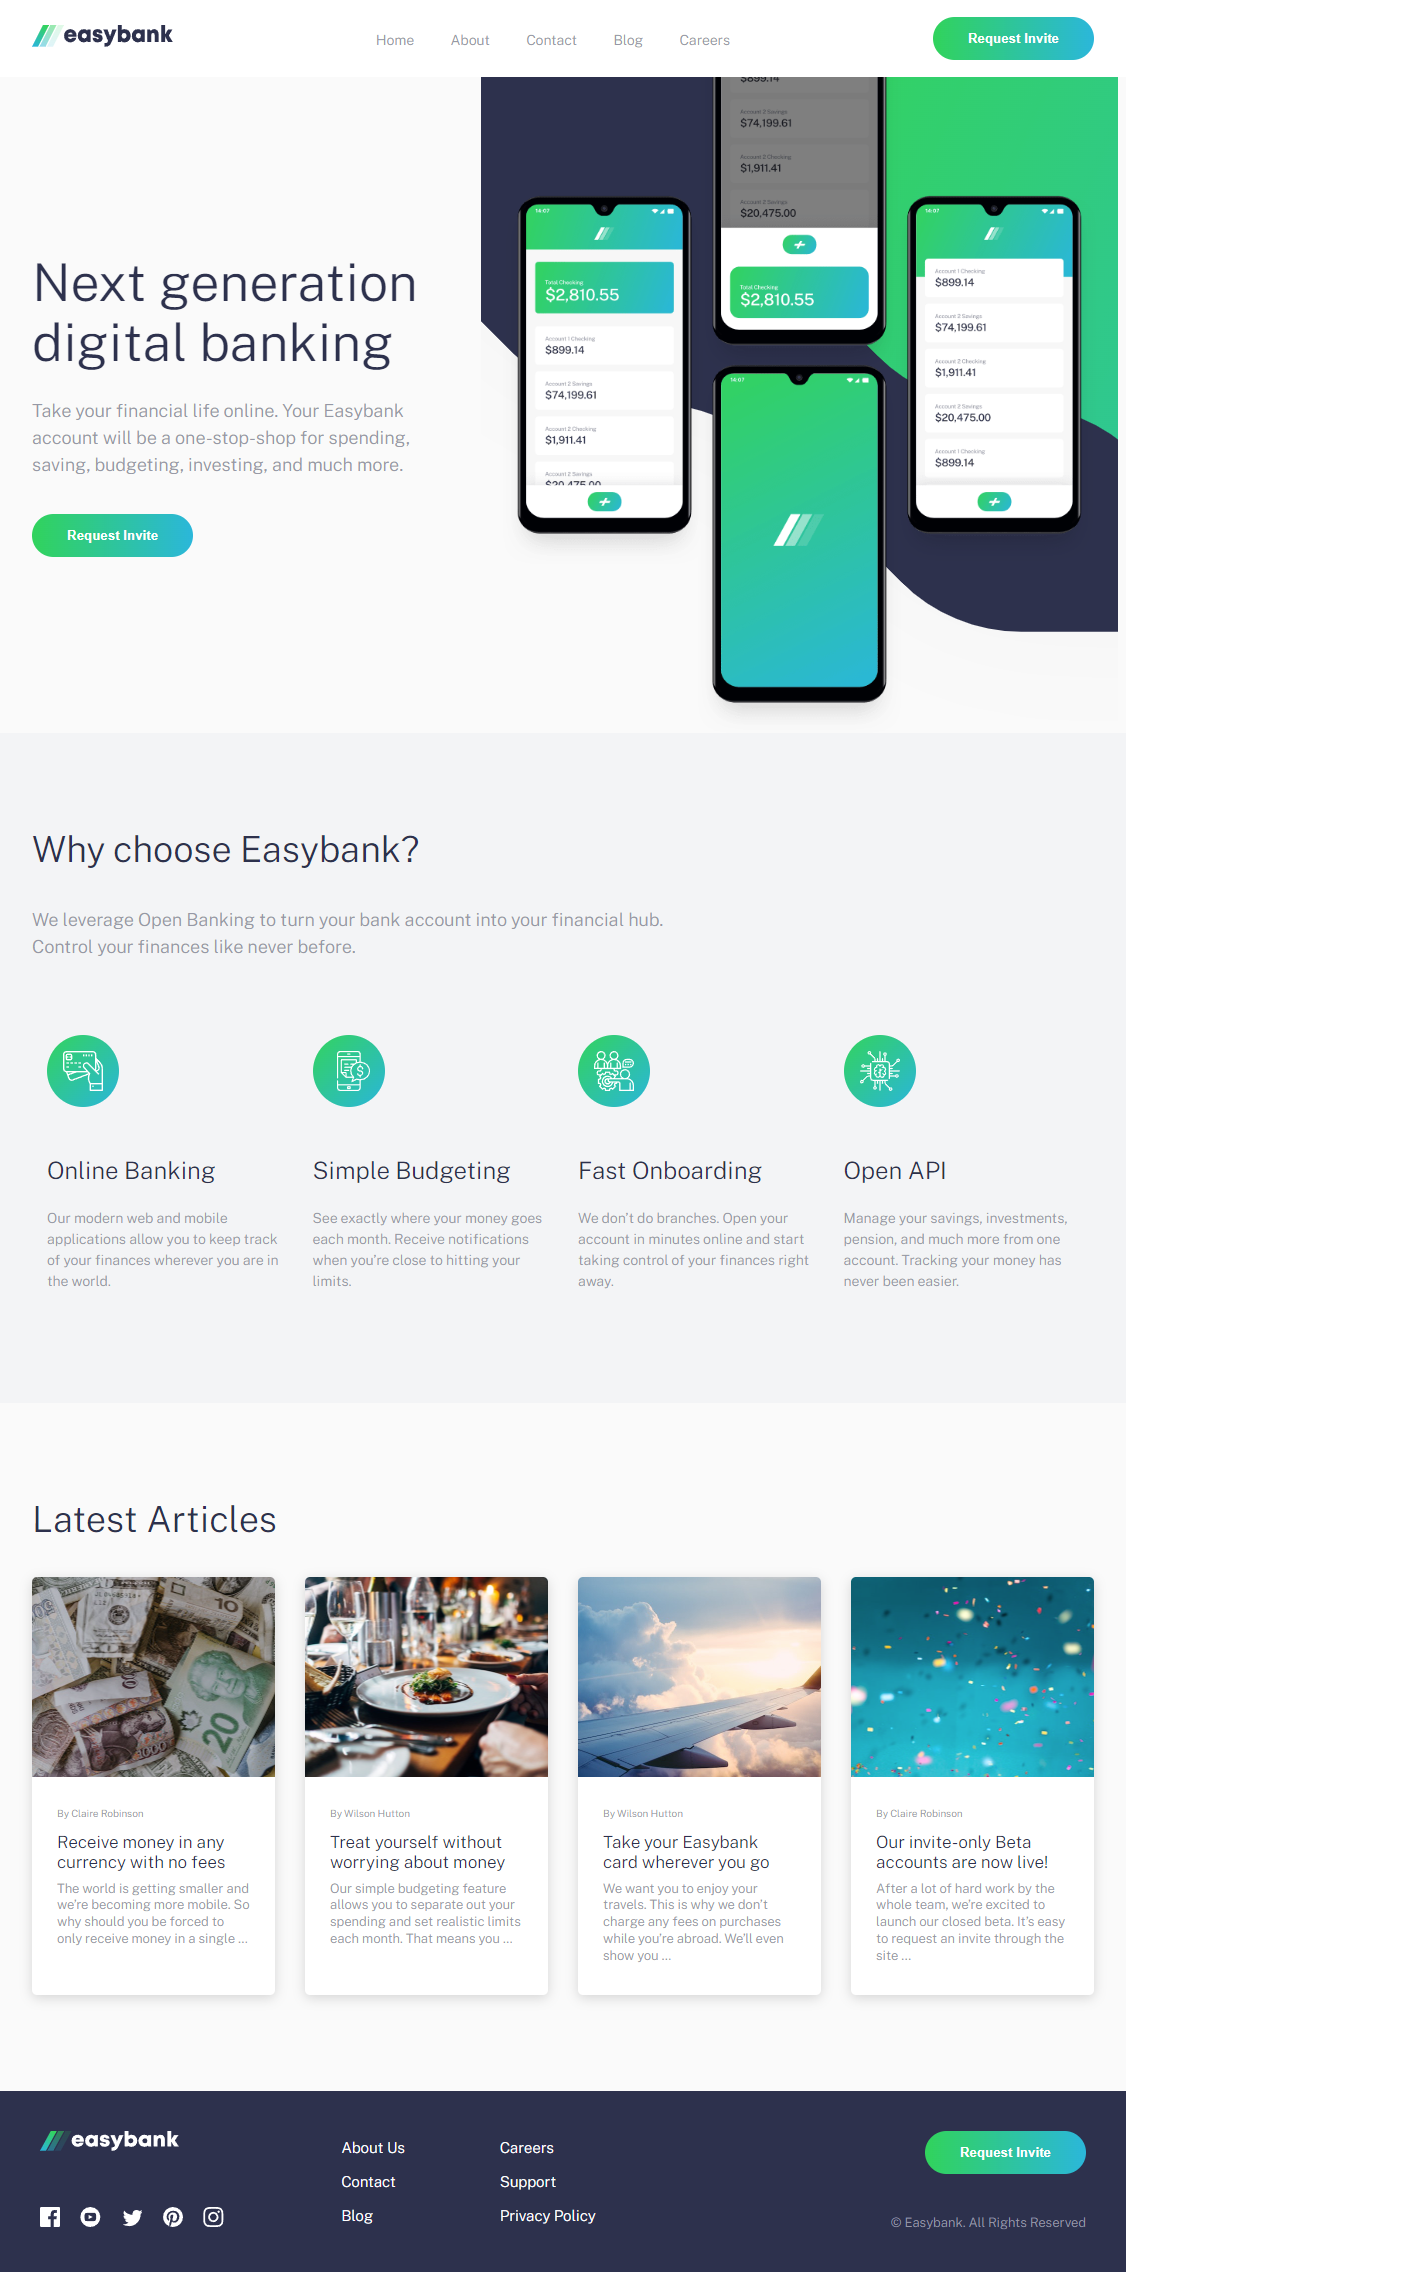 easybank
Home About Contact Blog Careers
Request Invite
Next generation
digital banking
Take your financial life online. Your Easybank
account will be a one-stop-shop for spending,
saving, budgeting, investing, and much more.
Request Invite
14:07
Total Checking
$2,810.55
Account 1 Checking
$899.14
Account 2 Savings
$74,199.61
Account 2 Checking
$1,911.41
Account 2 Savings
$20,475.00
$899.14
Account 2 Savings
$74,199.61
Account 2 Checking
$1,911.41
Account 2 Savings
$20,475.00
Total Checking
$2,810.55
14:07
14:07
Account 1 Checking
$899.14
Account 2 Savings
$74,199.61
Account 2 Checking
$1,911.41
Account 2 Savings
$20,475.00
Account 1 Checking
$899.14
Why choose Easybank?
We leverage Open Banking to turn your bank account into your financial hub.
Control your finances like never before.
Online Banking
Our modern web and mobile
applications allow you to keep track
of your finances wherever you are in
the world.
Simple Budgeting
See exactly where your money goes
each month. Receive notifications
when you're close to hitting your
limits.
Fast Onboarding
We don't do branches. Open your
account in minutes online and start
taking control of your finances right
away.
Open API
Manage your savings, investments,
pension, and much more from one
account. Tracking your money has
never been easier.
Latest Articles
10
20
By Claire Robinson
Receive money in any
currency with no fees
The world is getting smaller and
we're becoming more mobile. So
why should you be forced to
only receive money in a single ...
By Wilson Hutton
Treat yourself without
worrying about money
Our simple budgeting feature
allows you to separate out your
spending and set realistic limits
each month. That means you ...
By Wilson Hutton
Take your Easybank
card wherever you go
We want you to enjoy your
travels. This is why we don't
charge any fees on purchases
while you're abroad. We'll even
show you ...
By Claire Robinson
Our invite-only Beta
accounts are now live!
After a lot of hard work by the
whole team, we're excited to
launch our closed beta. It's easy
to request an invite through the
site ...
easybank
About Us
Contact
Blog
Careers
Support
Privacy Policy
Request Invite
© Easybank. All Rights Reserved